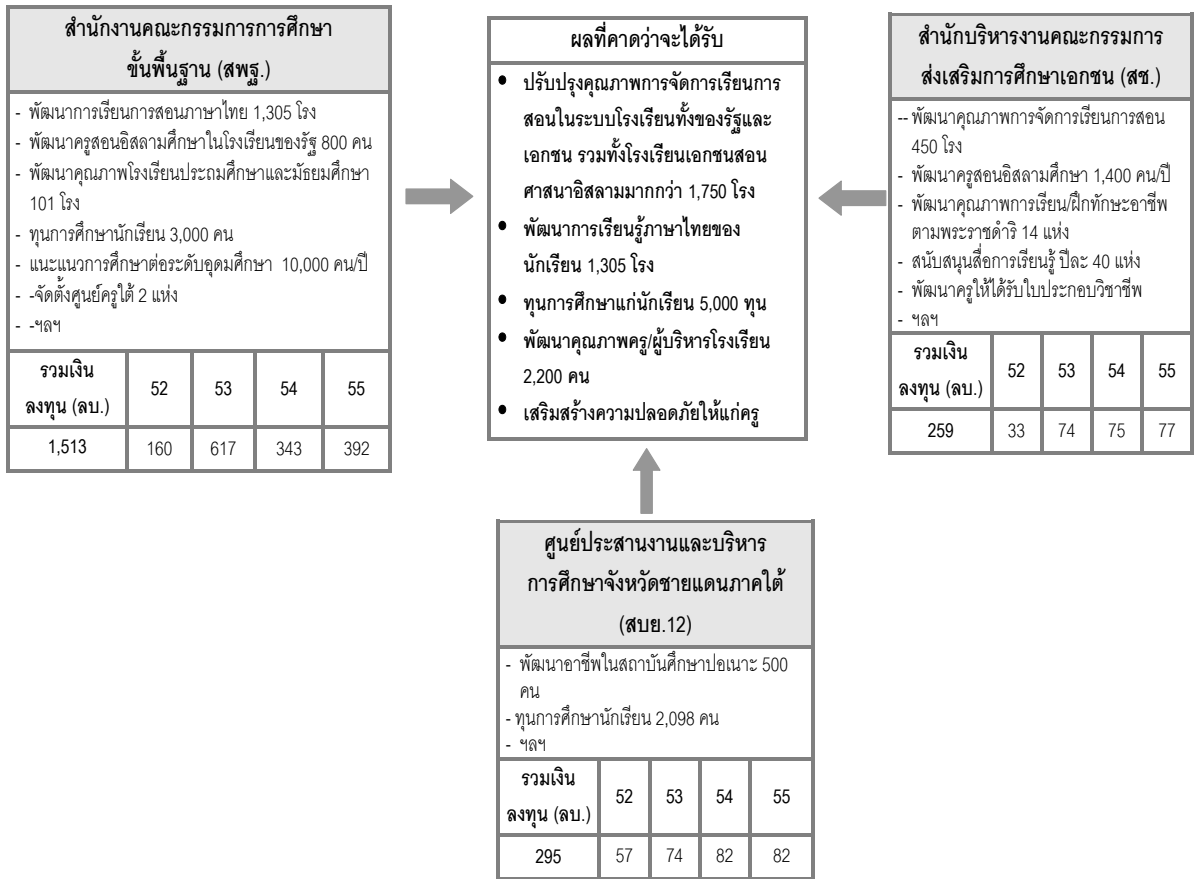 สำนักงานคณะกรรมการการศึกษา
ขั้นพื้นฐาน (สพฐ.)
- พัฒนาการเรียนการสอนภาษาไทย 1,305 โรง
- พัฒนาครูสอนอิสลามศึกษาในโรงเรียนของรัฐ 800 คน
- พัฒนาคุณภาพโรงเรียนประถมศึกษาและมัธยมศึกษา
101 โรง
- ทุนการศึกษานักเรียน 3,000 คน
- แนะแนวการศึกษาต่อระดับอุดมศึกษา 10,000 คน/ปี
- -จัดตั้งศูนย์ครูใต้ 2 แห่ง
- -ฯลฯ
รวมเงิน
ลงทุน (ลบ.) 52 53 54 55
1,513 160 617 343 392
ผลที่คาดว่าจะได้รับ
• ปรับปรุงคุณภาพการจัดการเรียนการ
สอนในระบบโรงเรียนทั้งของรัฐและ
เอกชน รวมทั้งโรงเรียนเอกชนสอน
ศาสนาอิสลามมากกว่า 1,750 โรง
• พัฒนาการเรียนรู้ภาษาไทยของ
นักเรียน 1,305 โรง
• ทุนการศึกษาแก่นักเรียน 5,000 ทุน
• พัฒนาคุณภาพครู/ผู้บริหารโรงเรียน
2,200 คน
• เสริมสร้างความปลอดภัยให้แก่ครู
สำนักบริหารงานคณะกรรมการ
ส่งเสริมการศึกษาเอกชน (สช.)
-- พัฒนาคุณภาพการจัดการเรียนการสอน
450 โรง
- พัฒนาครูสอนอิสลามศึกษา 1,400 คน/ปี
- พัฒนาคุณภาพการเรียน/ฝึกทักษะอาชีพ
ตามพระราชดำริ 14 แห่ง
- สนับสนุนสื่อการเรียนรู้ ปีละ 40 แห่ง
- พัฒนาครูให้ได้รับใบประกอบวิชาชีพ
- ฯลฯ
รวมเงิน
ลงทุน (ลบ.) 52 53 54 55
259 33 74 75 77
ศูนย์ประสานงานและบริหาร
การศึกษาจังหวัดชายแดนภาคใต้
(สบย.12)
- พัฒนาอาชีพในสถาบันศึกษาปอเนาะ 500
คน
- ทุนการศึกษานักเรียน 2,098 คน
- ฯลฯ
รวมเงิน
ลงทุน (ลบ.) 52 53 54 55
295 57 74 82 82